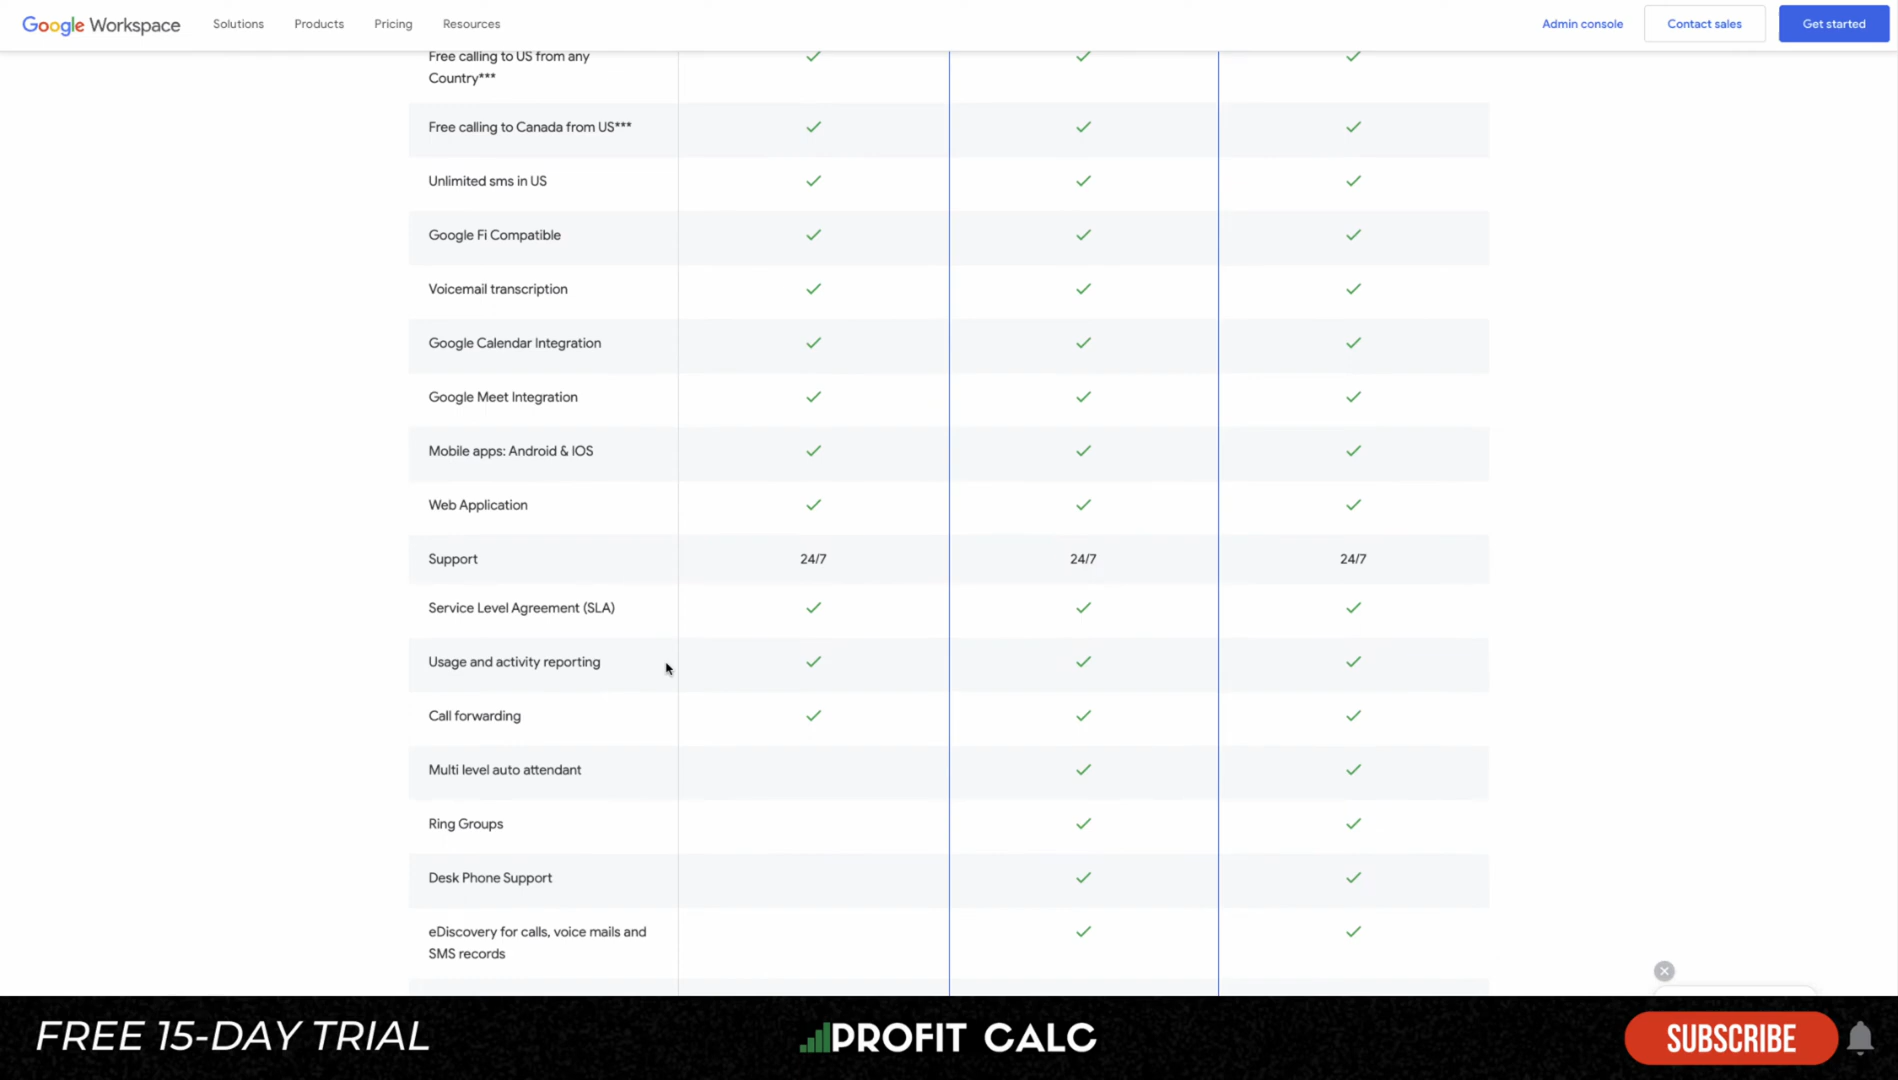 Google Workspace Solutions Products Pricing Resources Admin console Contact sales Get started
Free calling to US from any
Country***
Free calling to Canada from US***
Unlimited sms in US
Google Fi Compatible
Voicemail transcription
Google Calendar Integration
Google Meet Integration
Mobile apps: Android & IOS
Web Application
Support 24/7 24/7 24/7
Service Level Agreement (SLA)
Usage and activity reporting
Call forwarding
Multi level auto attendant
Ring Groups
Desk Phone Support
eDiscovery for calls, voice mails and
SMS records
FREE 15-DAY TRIAL PROFIT CALC SUBSCRIBE